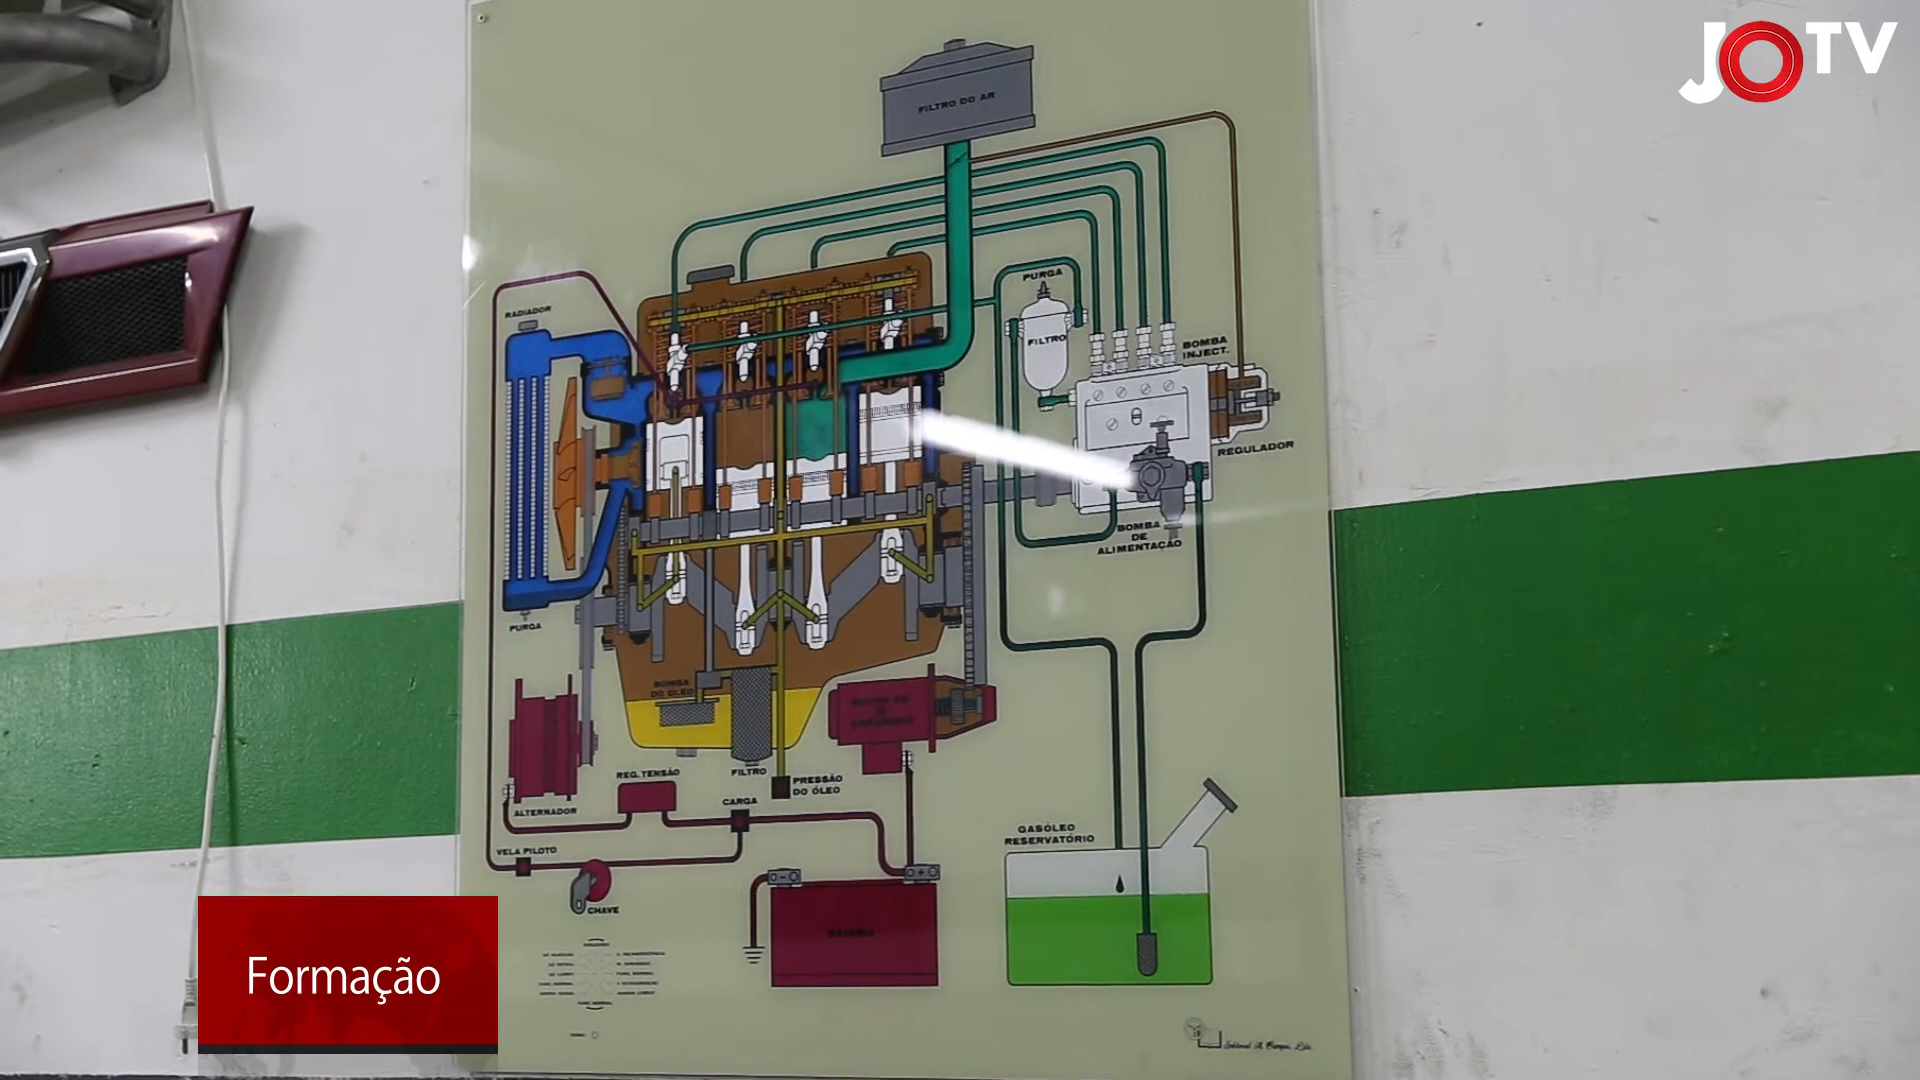 JOTV
FILTRO DO AR
PURGA
RADIADOR
FILTRO
BOMBA
INJECT.
REGULADOR
BOMBA
DE
ALIMENTAÇÃO
PURGA
BOMBA
DO ÓLEO
REG. TENSÃO
FILTRO
PRESSÃO
DO ÓLEO
ALTERNADOR
CARGA
GASÓLEO
RESERVATÓRIO
VELA PILOTO
CHAVE
BATERIA
Formação